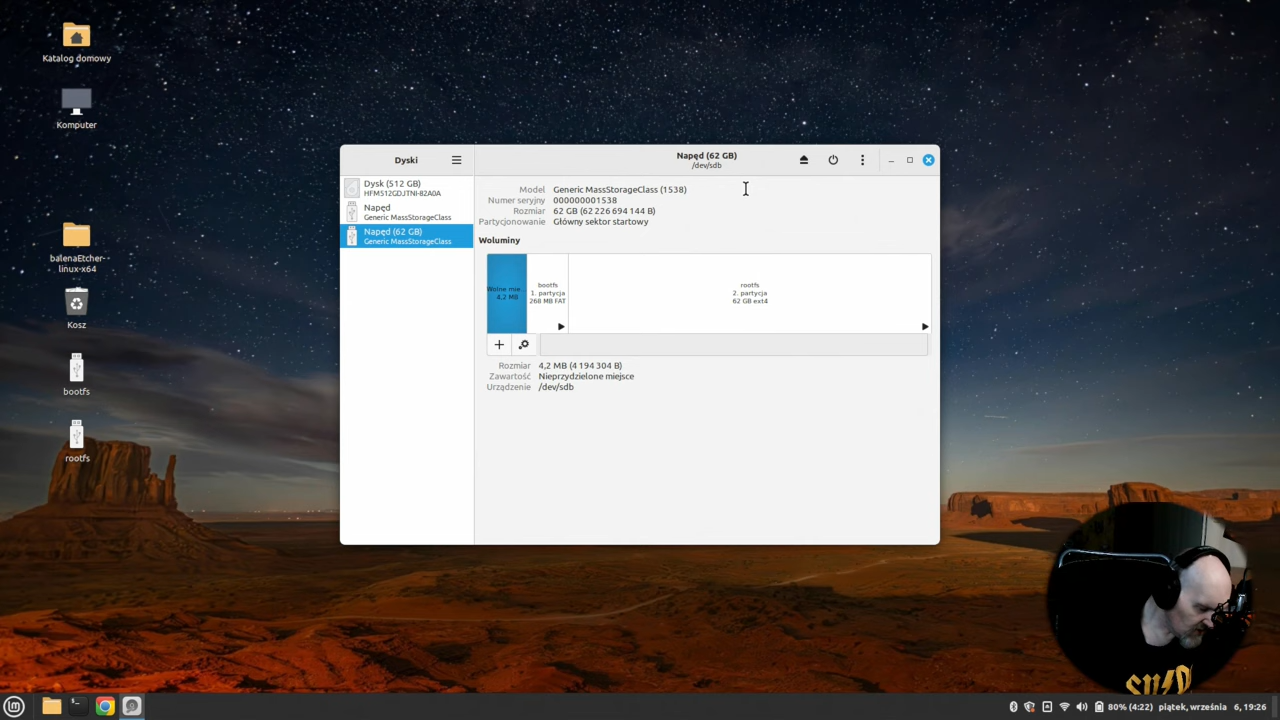 Katalog domowy
Komputer
balenaEtcher-
linux-x64
Kosz
bootfs
rootfs
Dyski
Napęd (62 GB)
/dev/sdb
Dysk (512 GB)
HFM512GDJTNI-82A0A
Napęd
Generic MassStorageClass
Napęd (62 GB)
Generic MassStorageClass
Model Generic MassStorageClass (1538)
Numer seryjny 000000001538
Rozmiar 62 GB (62 226 694 144 B)
Partycjonowanie Główny sektor startowy
Woluminy
Wolne mie...
4,2 MB
bootfs
1. partycja
268 MB FAT
rootfs
2. partycja
62 GB ext4
Rozmiar 4,2 MB (4 194 304 B)
Zawartość Nieprzydzielone miejsce
Urządzenie /dev/sdb
80% (4:22) piątek, września 6, 19:26